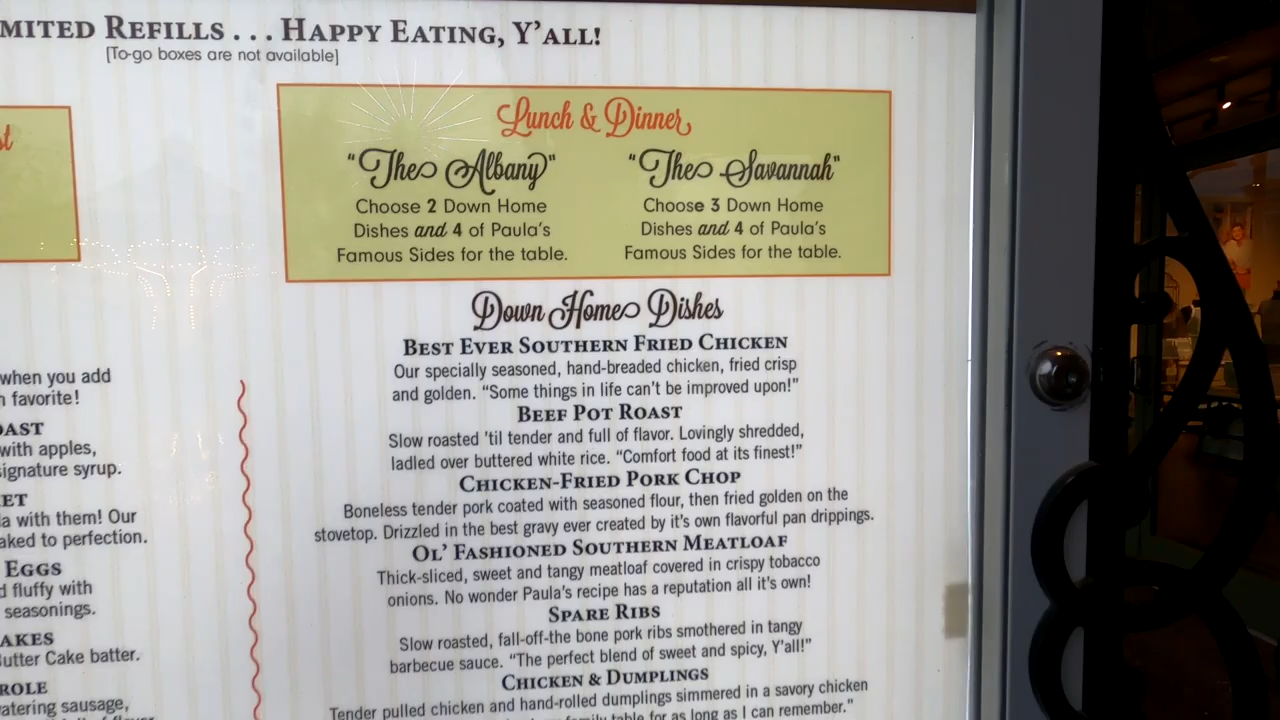 REFILLS . . . HAPPY EATING, Y'ALL!
[To-go boxes are not available]
Lunch & Dinner
"The Albany"
Choose 2 Down Home
Dishes and 4 of Paula's
Famous Sides for the table.
"The Savannah"
Choose 3 Down Home
Dishes and 4 of Paula's
Famous Sides for the table.
when you add
favorite!
with apples,
signature syrup.
with them! Our
to perfection.
EGGS
fluffy with
seasonings.
Cake batter.
sausage,
Down Home Dishes
BEST EVER SOUTHERN FRIED CHICKEN
Our specially seasoned, hand-breaded chicken, fried crisp
and golden. "Some things in life can't be improved upon!"
BEEF POT ROAST
Slow roasted 'til tender and full of flavor. Lovingly shredded,
ladled over buttered white rice. "Comfort food at its finest!"
CHICKEN-FRIED PORK CHOP
Boneless tender pork coated with seasoned flour, then fried golden on the
stovetop. Drizzled in the best gravy ever created by it's own flavorful pan drippings.
OL' FASHIONED SOUTHERN MEATLOAF
Thick-sliced, sweet and tangy meatloaf covered in crispy tobacco
onions. No wonder Paula's recipe has a reputation all it's own!
SPARE RIBS
Slow roasted, fall-off-the bone pork ribs smothered in tangy
barbecue sauce. "The perfect blend of sweet and spicy, Y'all!"
CHICKEN & DUMPLINGS
Tender pulled chicken and hand-rolled dumplings simmered in a savory chicken
family table for as long as I can remember."